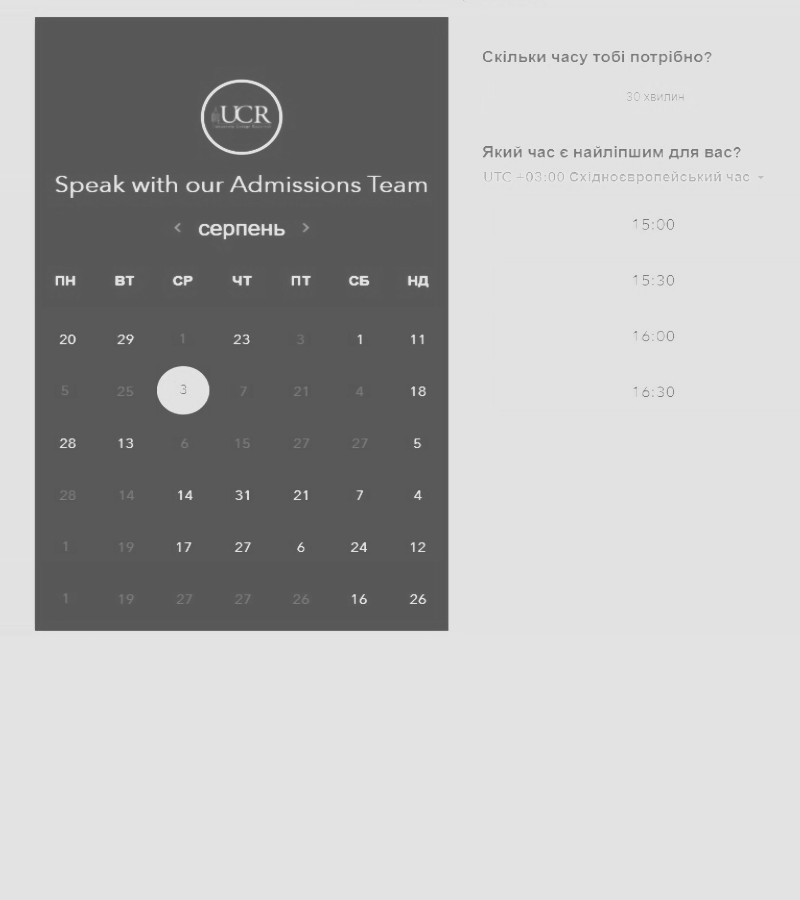 UCR
Speak with our Admissions Team
серпень
ПН ВТ СР ЧТ ПТ СБ НД
20 29 1 23 3 1 11
5 25 3 7 21 4 18
28 13 6 15 27 27 5
28 14 14 31 21 7 4
1 19 17 27 6 24 12
1 19 27 27 26 16 26
Скільки часу тобі потрібно?
30 хвилин
Який час є найліпшим для вас?
UTC +03:00 Східноєвропейський час
15:00
15:30
16:00
16:30